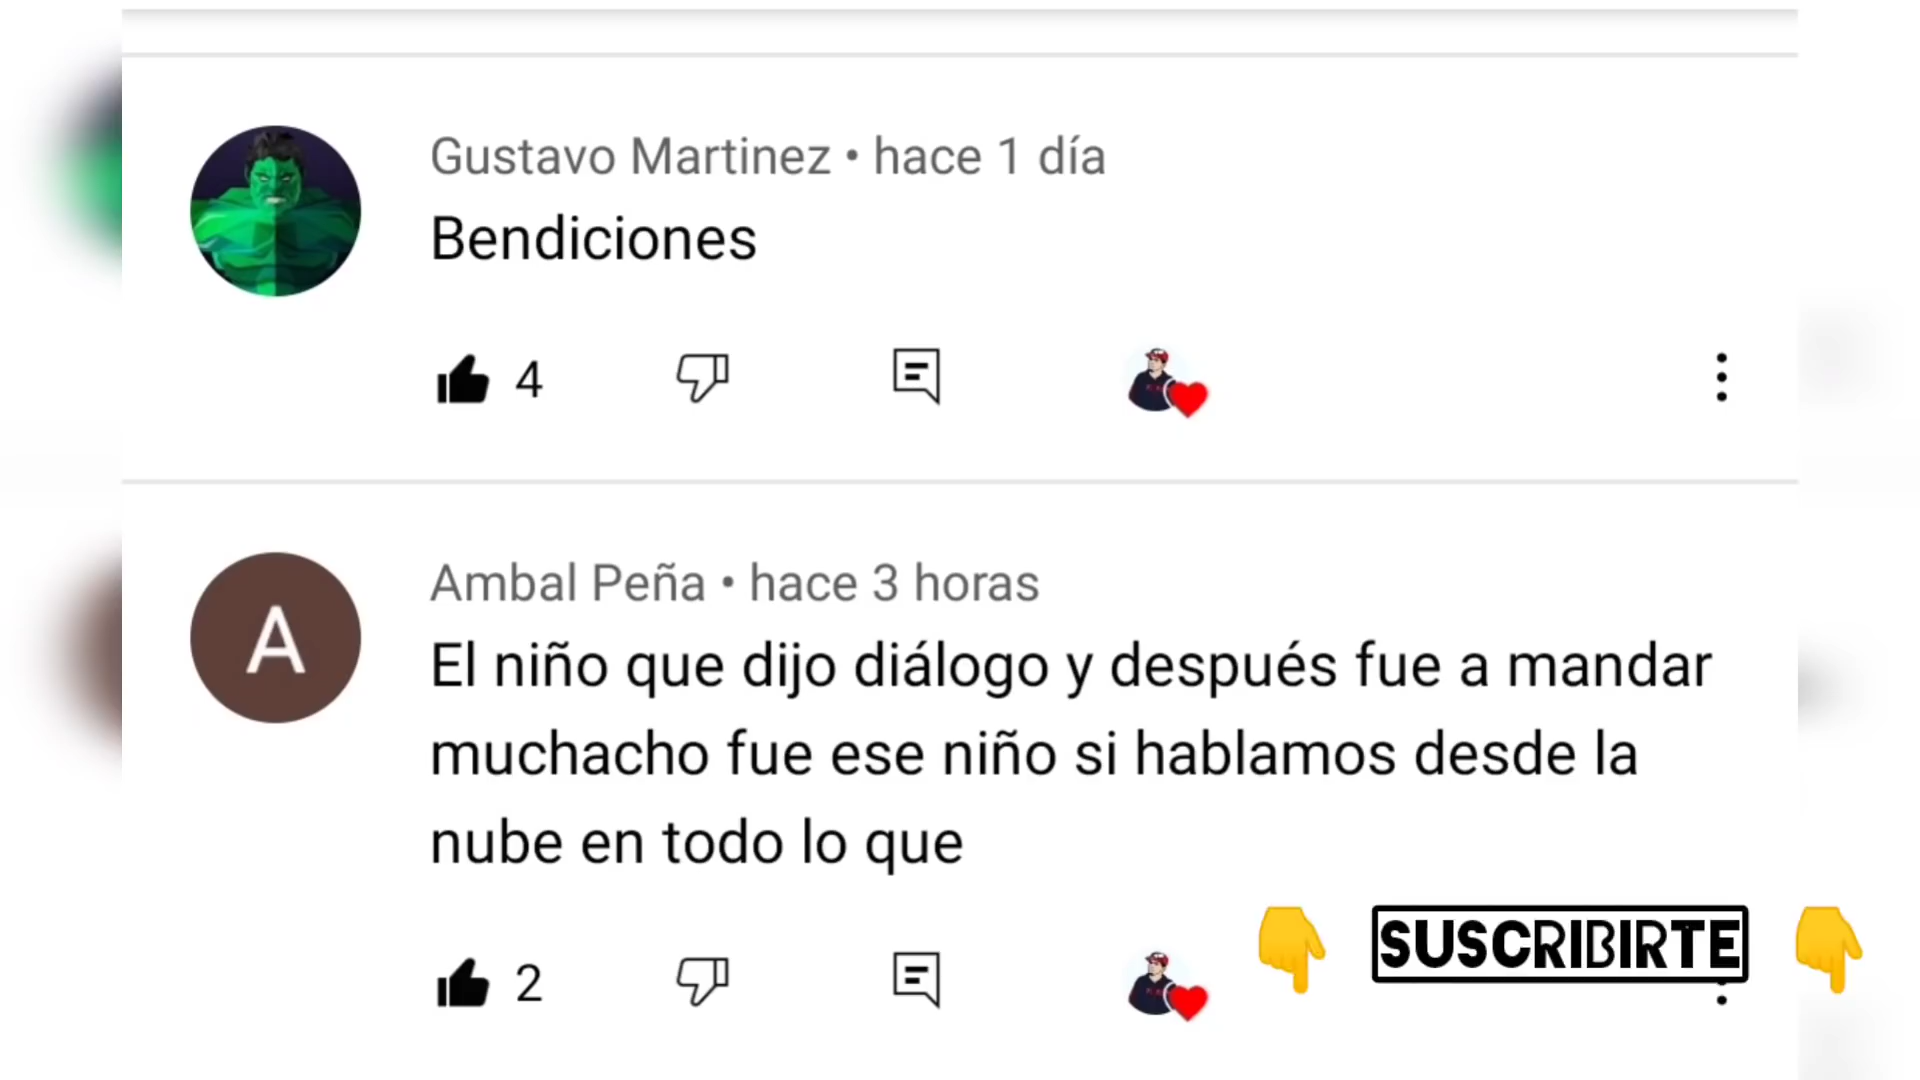 Gustavo Martinez • hace 1 día
Bendiciones
4
Ambal Peña • hace 3 horas
A
El niño que dijo diálogo y después fue a mandar
muchacho fue ese niño si hablamos desde la
nube en todo lo que
2
SUSCRIBIRTE